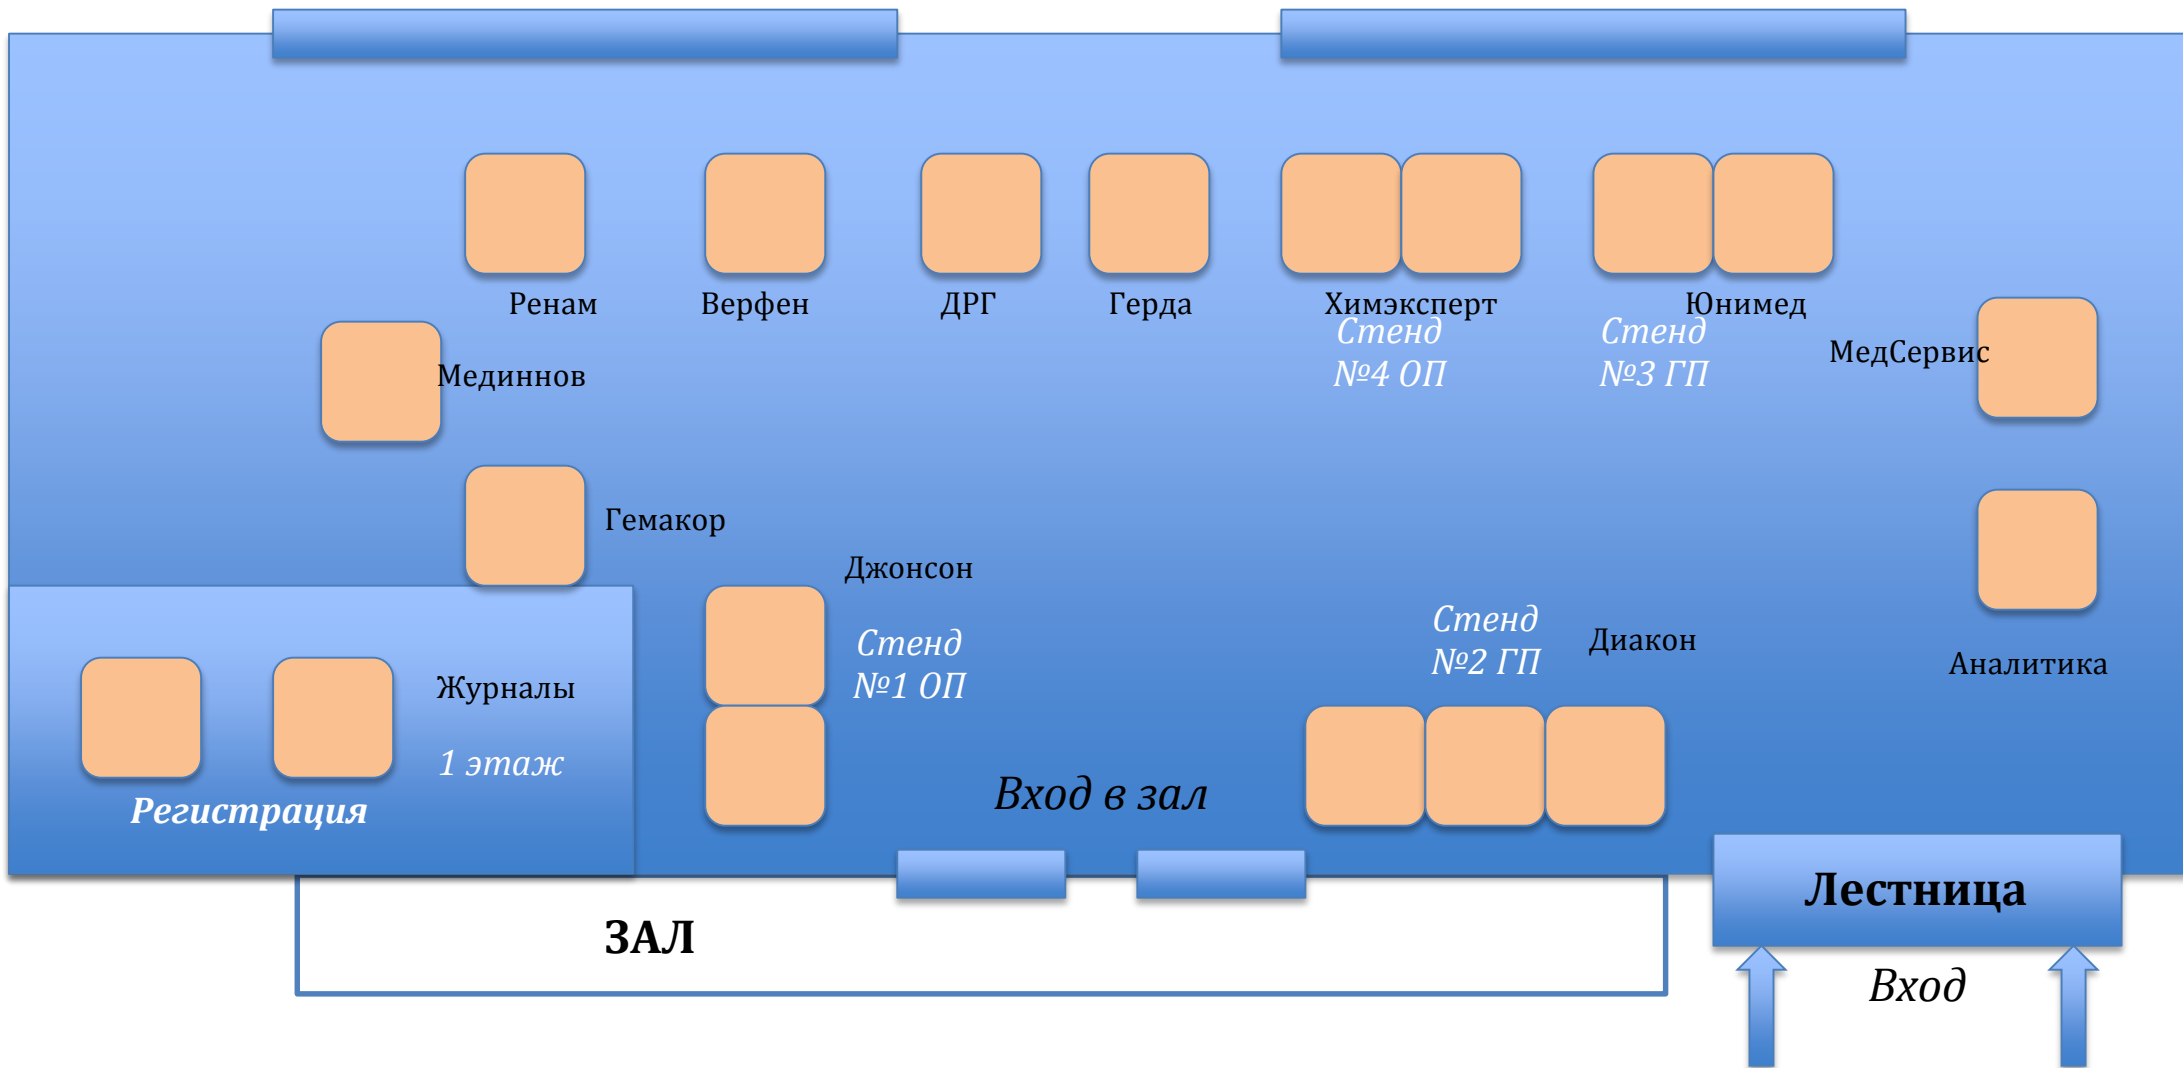 Ренам
Верфен
ДРГ
Герда
Химэксперт
Юнимед
Стенд
№4 ОП
Стенд
№3 ГП
МедСервис
Мединнов
Гемакор
Джонсон
Стенд
№1 ОП
Стенд
№2 ГП
Диакон
Аналитика
Журналы
1 этаж
Регистрация
Вход в зал
Лестница
ЗАЛ
Вход